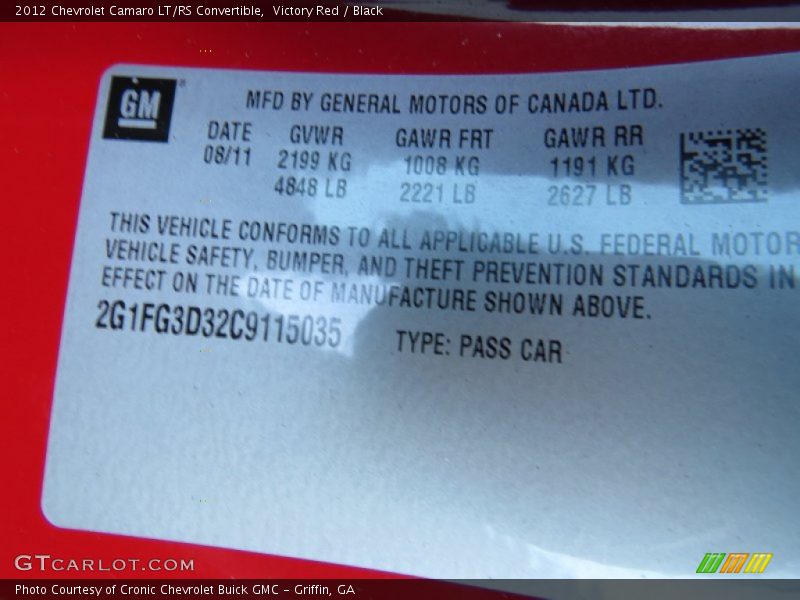 2012 Chevrolet Camaro LT/RS Convertible, Victory Red / Black
GM
MFD BY GENERAL MOTORS OF CANADA LTD.
DATE GVWR GAWR FRT GAWR RR
08/11 2199 KG 1008 KG 1191 KG
4848 LB 2221 LB 2627 LB
THIS VEHICLE CONFORMS TO ALL APPLICABLE U.S. FEDERAL MOTOR
VEHICLE SAFETY, BUMPER, AND THEFT PREVENTION STANDARDS IN
EFFECT ON THE DATE OF MANUFACTURE SHOWN ABOVE.
2G1FG3D32C9115035 TYPE: PASS CAR
GTCARLOT.COM
Photo Courtesy of Cronic Chevrolet Buick GMC – Griffin, GA